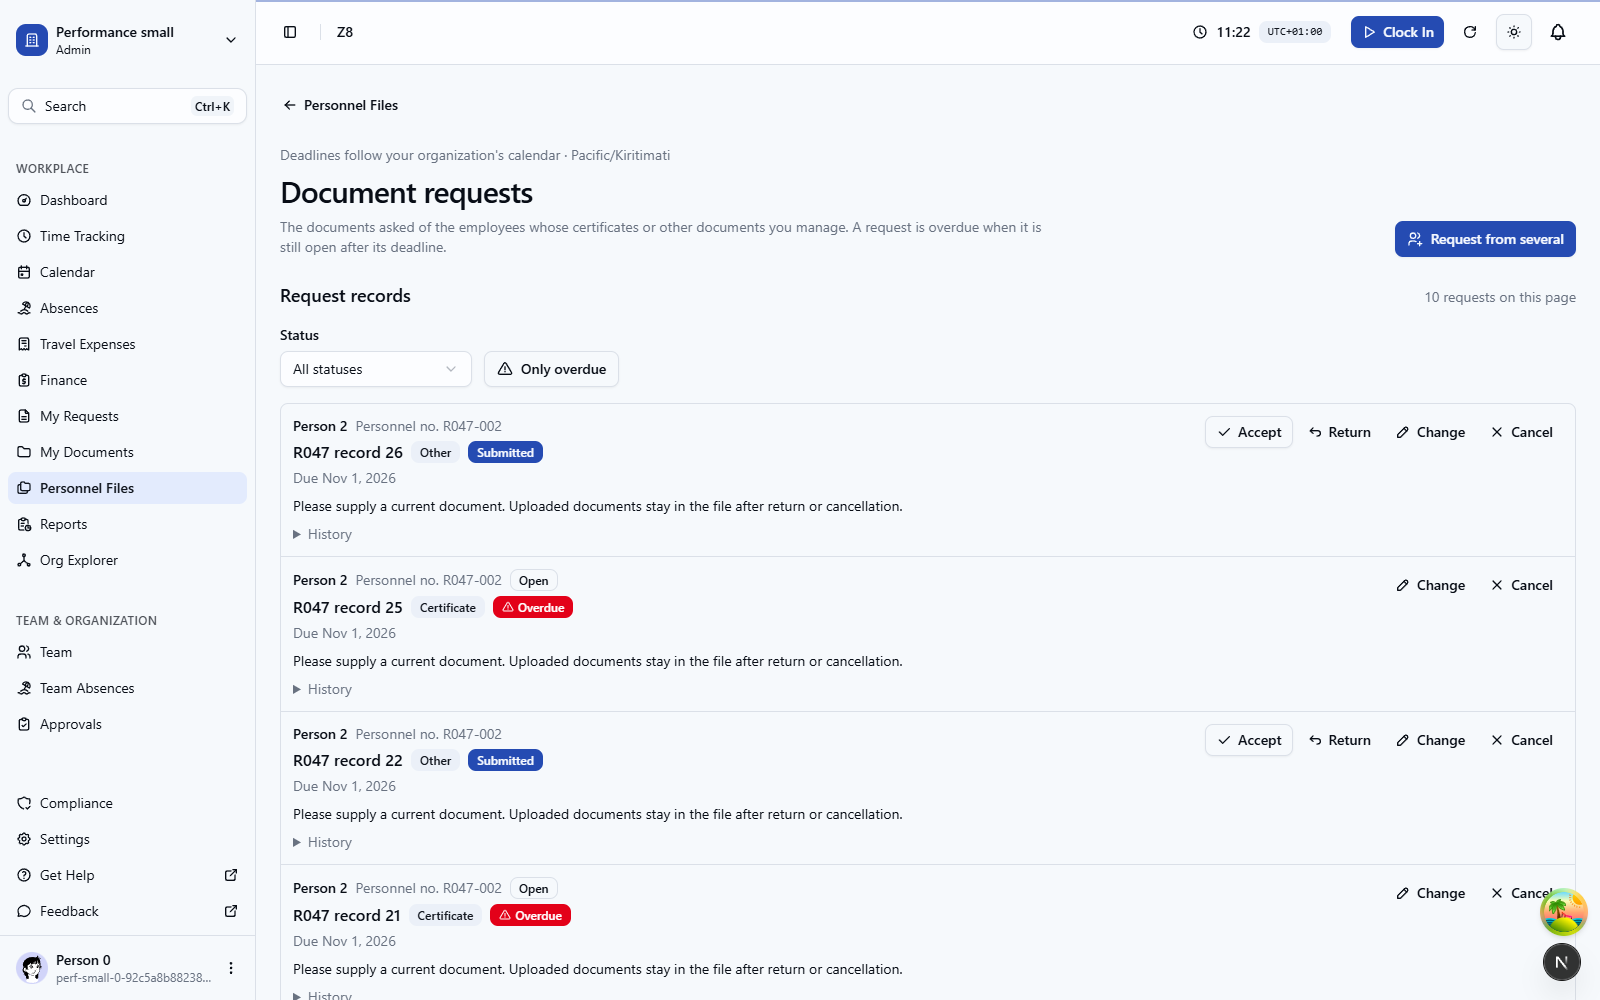 Performance small
Admin
Search
Ctrl+K
WORKPLACE
Dashboard
Time Tracking
Calendar
Absences
Travel Expenses
Finance
My Requests
My Documents
Personnel Files
Reports
Org Explorer
TEAM & ORGANIZATION
Team
Team Absences
Approvals
Compliance
Settings
Get Help
Feedback
Person 0
perf-small-0-92c5a8b88238...
Z8
11:22
UTC+01:00
Clock In
Personnel Files
Deadlines follow your organization's calendar · Pacific/Kiritimati
Document requests
The documents asked of the employees whose certificates or other documents you manage. A request is overdue when it is
still open after its deadline.
Request from several
Request records
10 requests on this page
Status
All statuses
Only overdue
Person 2 Personnel no. R047-002
Accept Return Change Cancel
R047 record 26 Other Submitted
Due Nov 1, 2026
Please supply a current document. Uploaded documents stay in the file after return or cancellation.
History
Person 2 Personnel no. R047-002 Open
Change Cancel
R047 record 25 Certificate Overdue
Due Nov 1, 2026
Please supply a current document. Uploaded documents stay in the file after return or cancellation.
History
Person 2 Personnel no. R047-002
Accept Return Change Cancel
R047 record 22 Other Submitted
Due Nov 1, 2026
Please supply a current document. Uploaded documents stay in the file after return or cancellation.
History
Person 2 Personnel no. R047-002 Open
Change Cancel
R047 record 21 Certificate Overdue
Due Nov 1, 2026
Please supply a current document. Uploaded documents stay in the file after return or cancellation.
History
N